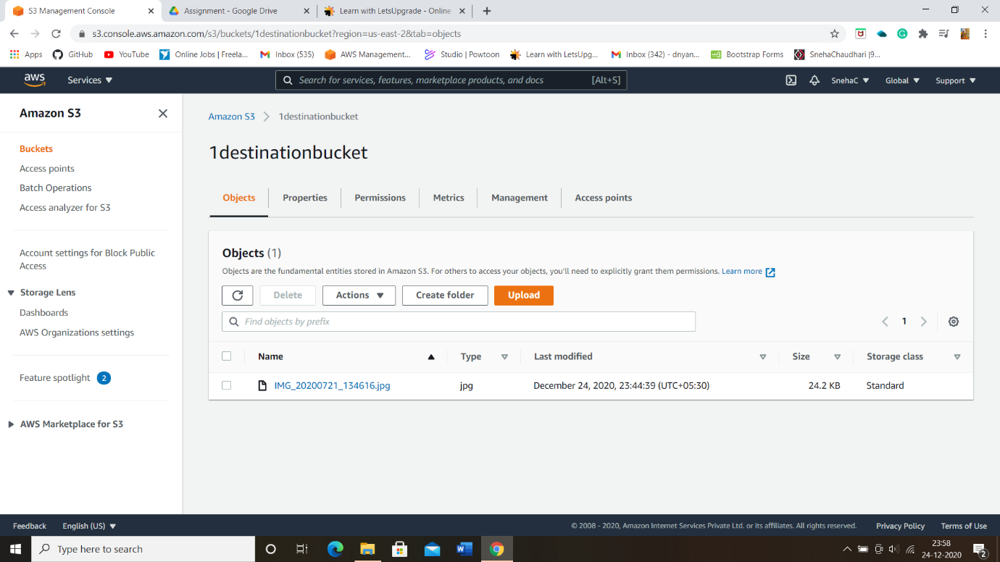 S3 Management Console
Assignment - Google Drive
Learn with LetsUpgrade - Online
s3.console.aws.amazon.com/s3/buckets/1destinationbucket?region=us-east-2&tab=objects
Apps GitHub YouTube Online Jobs | Freela... Inbox (535) AWS Management... Studio | Powtoon Learn with LetsUpg... Inbox (342) - dnyan... Bootstrap Forms SnehaChaudhari |9...
aws Services Search for services, features, marketplace products, and docs [Alt+S] SnehaC Global Support
Amazon S3
Buckets
Access points
Batch Operations
Access analyzer for S3
Account settings for Block Public
Access
Storage Lens
Dashboards
AWS Organizations settings
Feature spotlight 2
AWS Marketplace for S3
Amazon S3 > 1destinationbucket
1destinationbucket
Objects Properties Permissions Metrics Management Access points
Objects (1)
Objects are the fundamental entities stored in Amazon S3. For others to access your objects, you'll need to explicitly grant them permissions. Learn more
Delete Actions Create folder Upload
Find objects by prefix
1
Name Type Last modified Size Storage class
IMG_20200721_134616.jpg jpg December 24, 2020, 23:44:39 (UTC+05:30) 24.2 KB Standard
Feedback English (US) © 2008 - 2020, Amazon Internet Services Private Ltd. or its affiliates. All rights reserved. Privacy Policy Terms of Use
Type here to search
23:58
24-12-2020
2